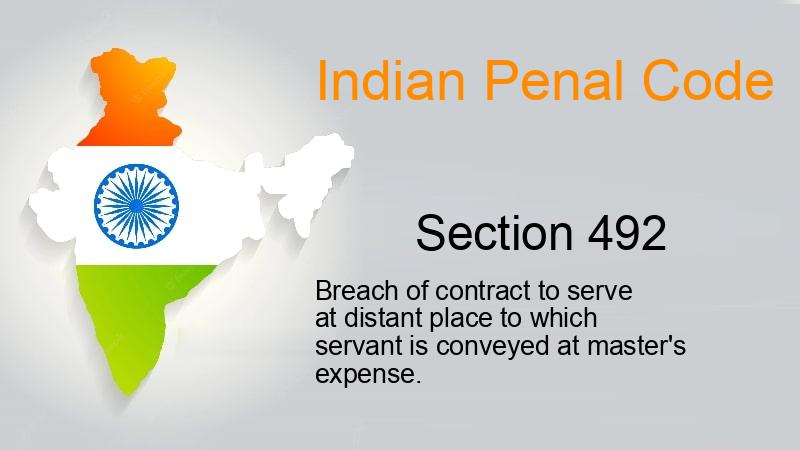 Indian Penal Code
Section 492
Breach of contract to serve
at distant place to which
servant is conveyed at master's
expense.